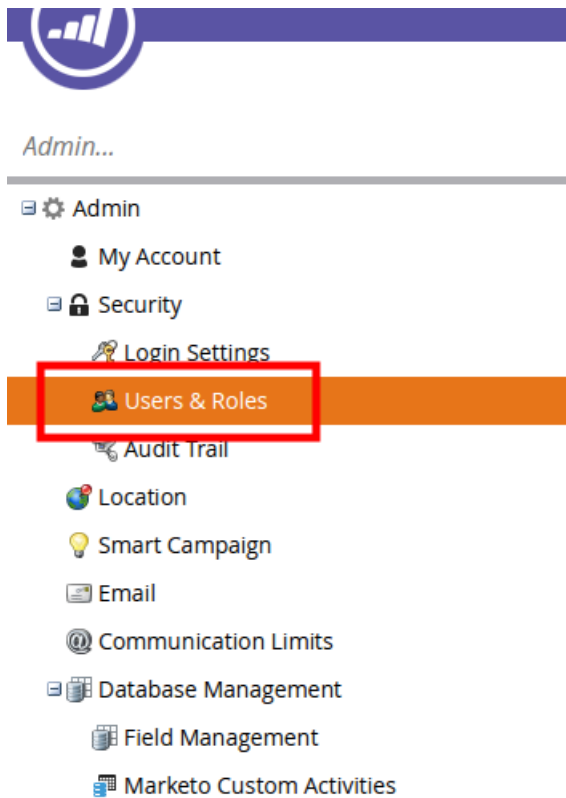 Admin...
Admin
My Account
Security
Login Settings
Users & Roles
Audit Trail
Location
Smart Campaign
Email
Communication Limits
Database Management
Field Management
Marketo Custom Activities